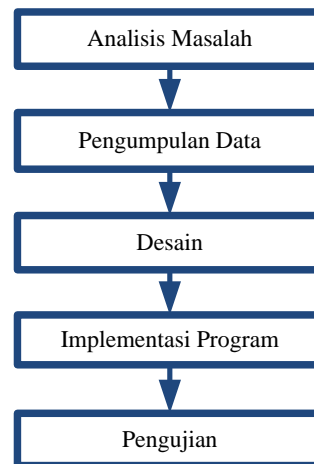 Analisis Masalah
Pengumpulan Data
Desain
Implementasi Program
Pengujian